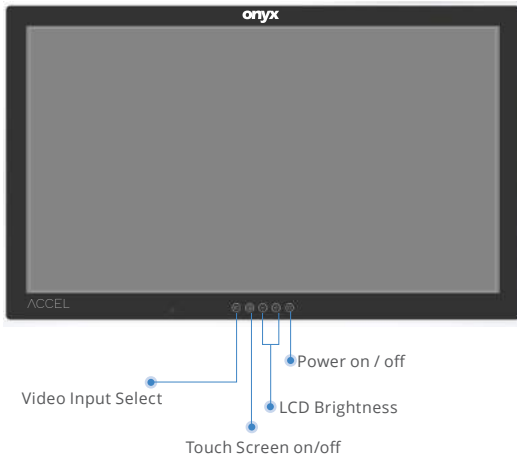 onyx
ACCEL
Power on / off
Video Input Select
LCD Brightness
Touch Screen on/off